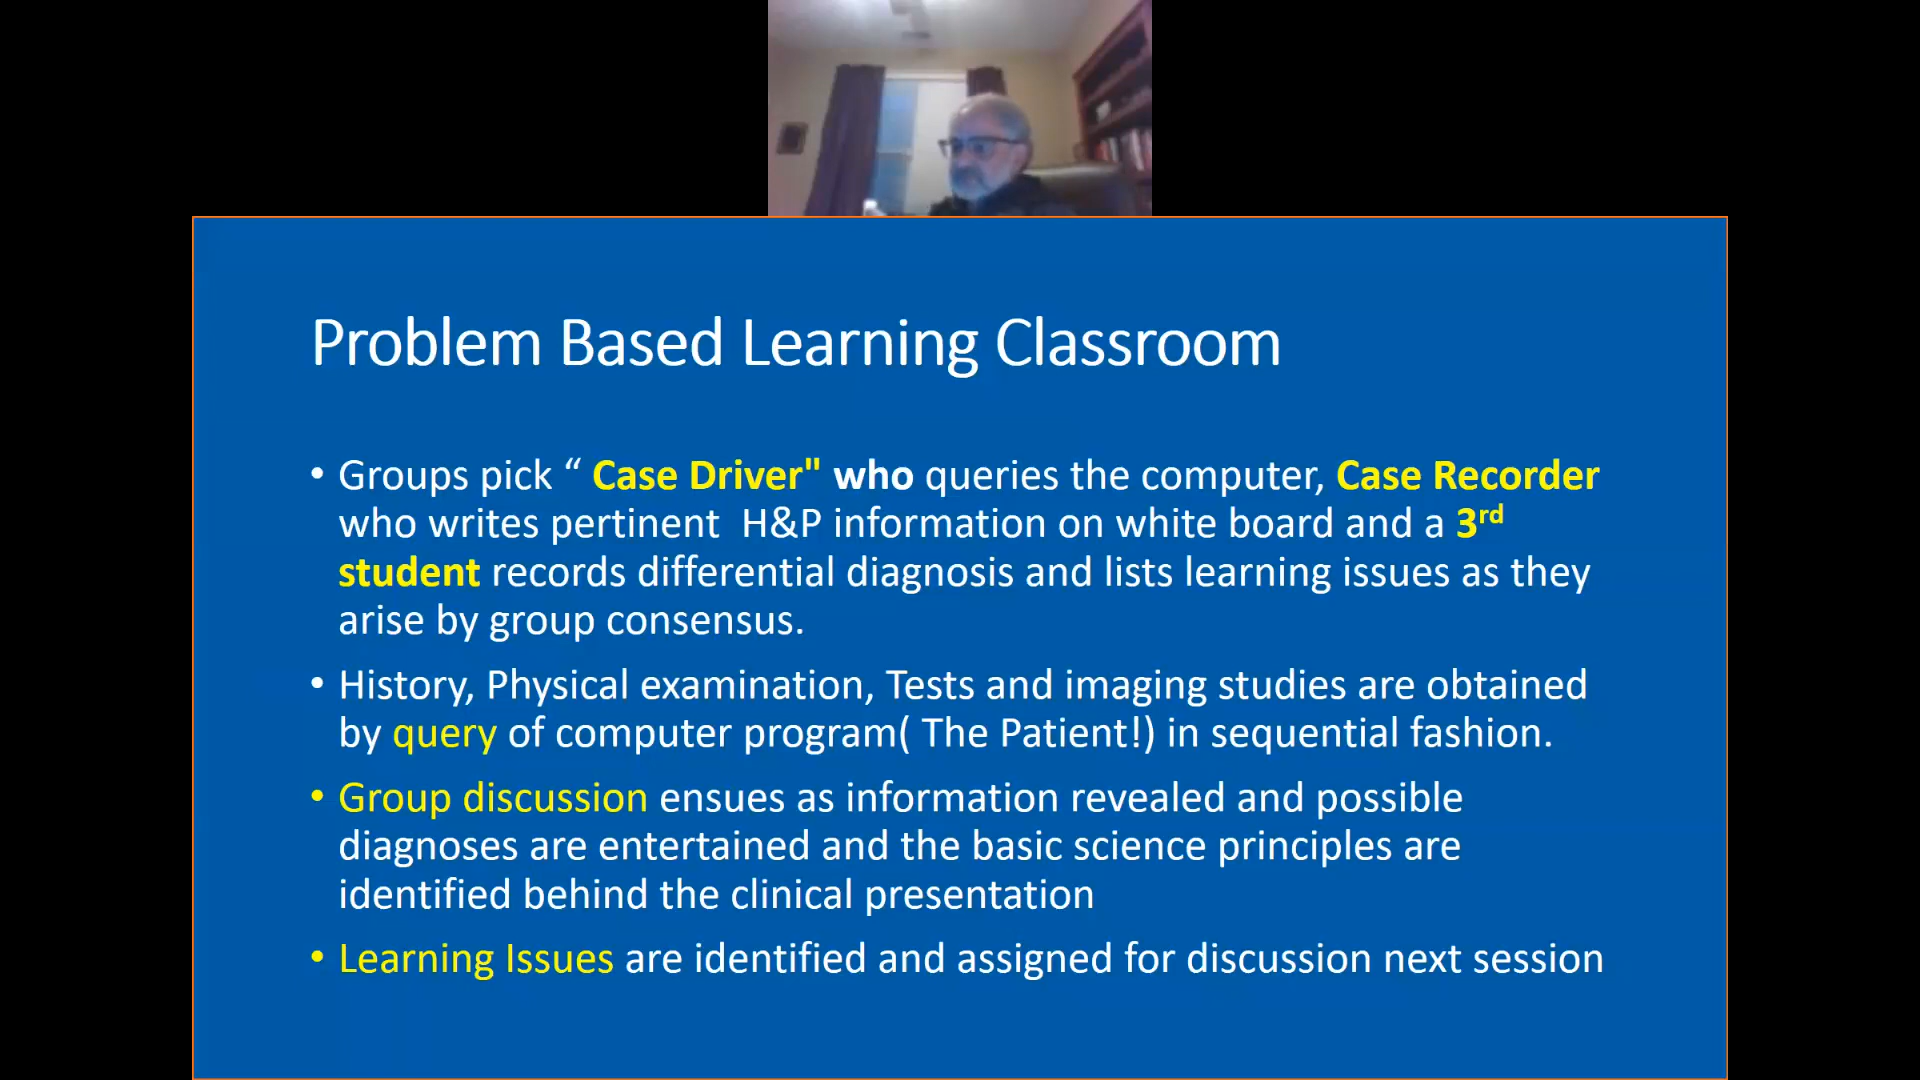 Problem Based Learning Classroom
• Groups pick “ Case Driver" who queries the computer, Case Recorder
who writes pertinent  H&P information on white board and a 3rd
student records differential diagnosis and lists learning issues as they
arise by group consensus.
• History, Physical examination, Tests and imaging studies are obtained
by query of computer program( The Patient!) in sequential fashion.
• Group discussion ensues as information revealed and possible
diagnoses are entertained and the basic science principles are
identified behind the clinical presentation
• Learning Issues are identified and assigned for discussion next session